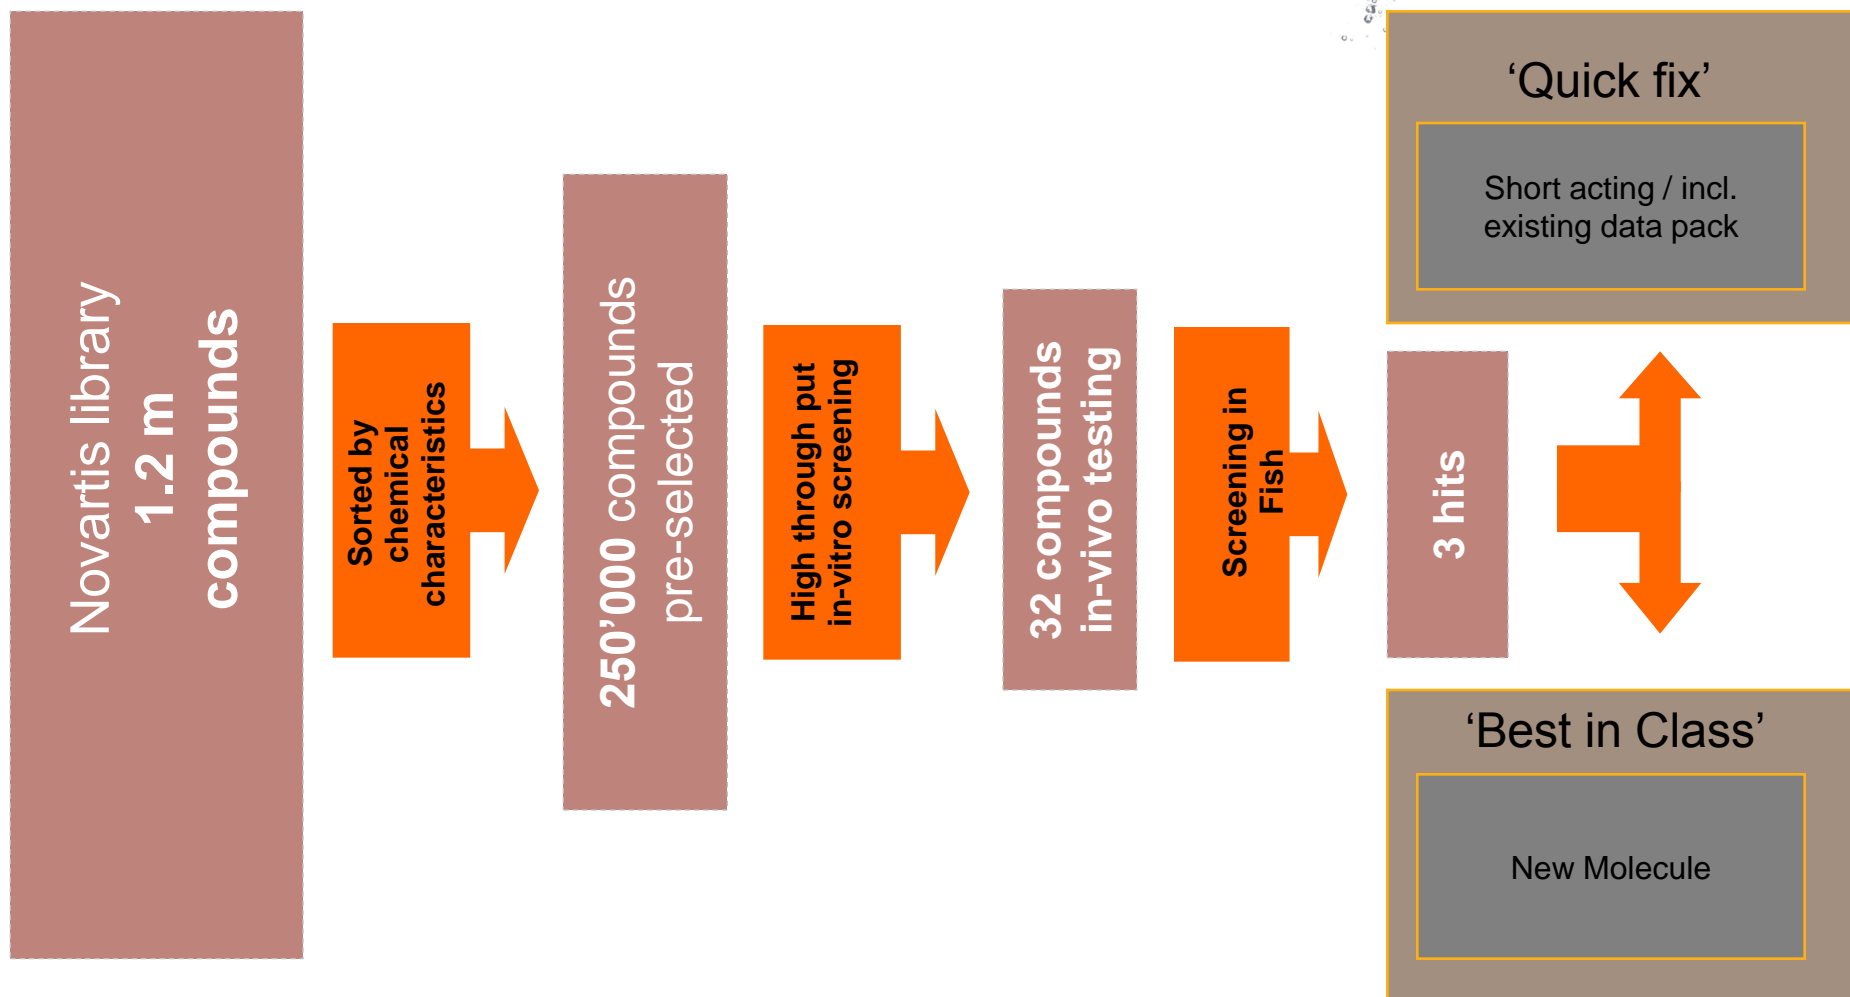 Novartis library
1.2 m
compounds
Sorted by
chemical
characteristics
250’000 compounds
pre-selected
High through put
in-vitro screening
32 compounds
in-vivo testing
Screening in
Fish
3 hits
‘Quick fix’
Short acting / incl.
existing data pack
‘Best in Class’
New Molecule